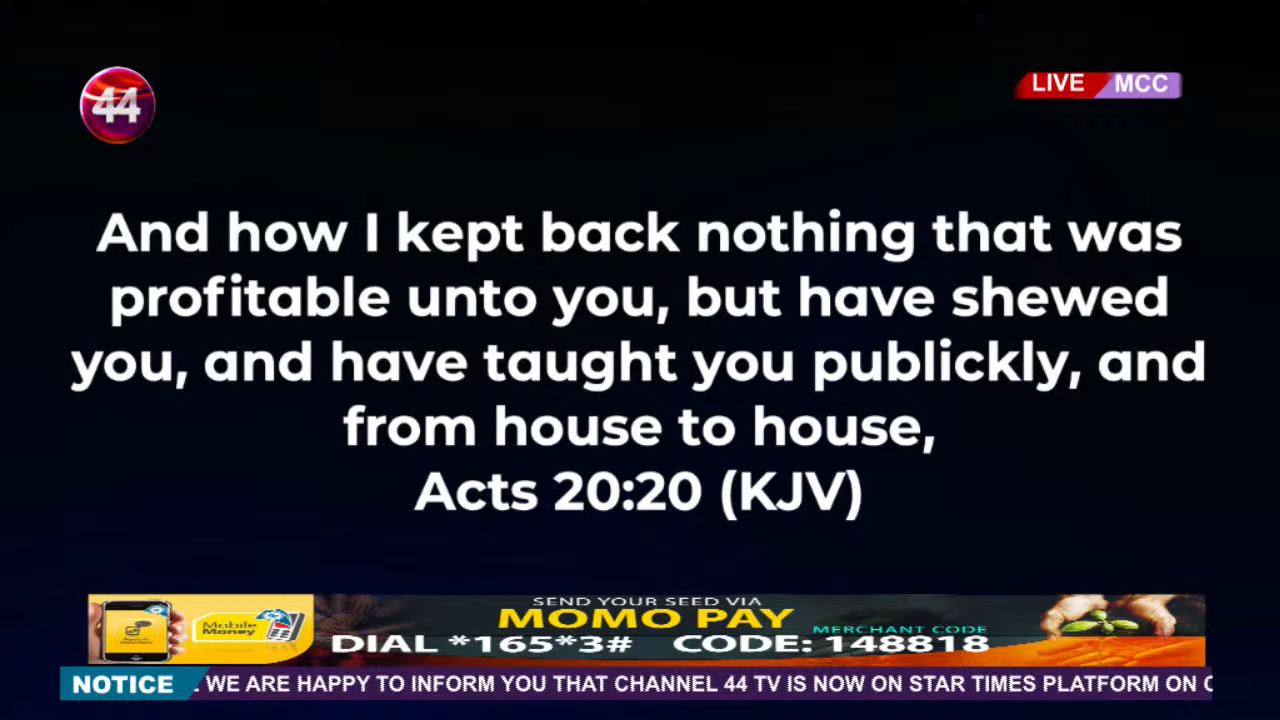 44
LIVE MCC
And how I kept back nothing that was
profitable unto you, but have shewed
you, and have taught you publickly, and
from house to house,
Acts 20:20 (KJV)
Mobile
Money
SEND YOUR SEED VIA
MOMO PAY
MERCHANT CODE
DIAL *165*3# CODE: 148818
NOTICE WE ARE HAPPY TO INFORM YOU THAT CHANNEL 44 TV IS NOW ON STAR TIMES PLATFORM ON